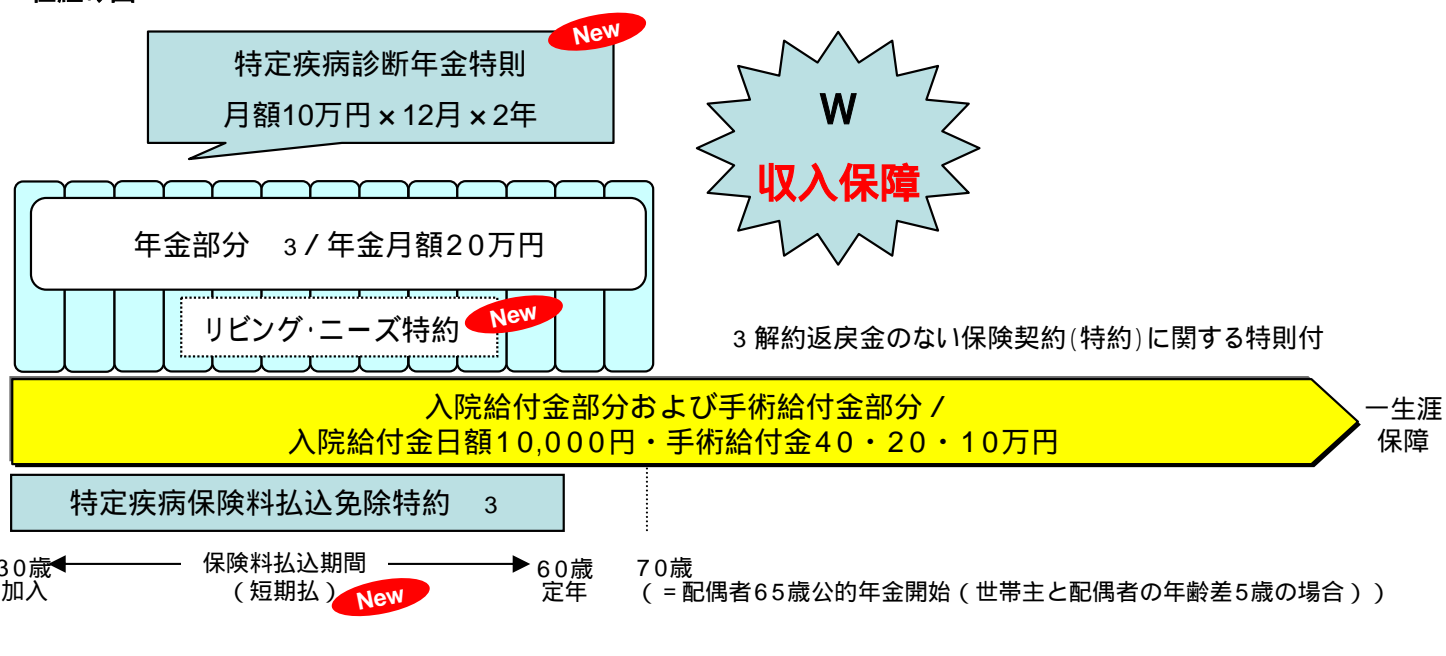 New
特定疾病診断年金特則
月額10万円×12月×2年
W
収入保障
年金部分 3/年金月額20万円
リビング・ニーズ特約
New
3 解約返戻金のない保険契約(特約)に関する特則付
入院給付金部分および手術給付金部分/
入院給付金日額10,000円・手術給付金40・20・10万円
一生涯
保障
特定疾病保険料払込免除特約 3
30歳
加入
保険料払込期間
(短期払)
New
60歳
定年
70歳
(=配偶者65歳公的年金開始(世帯主と配偶者の年齢差5歳の場合))